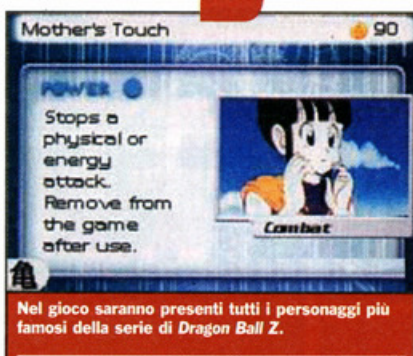 Mother's Touch 90
POWER
Stops a
physical or
energy
attack.
Remove from
the game
after use.
Combat
亀
Nel gioco saranno presenti tutti i personaggi più
famosi della serie di Dragon Ball Z.